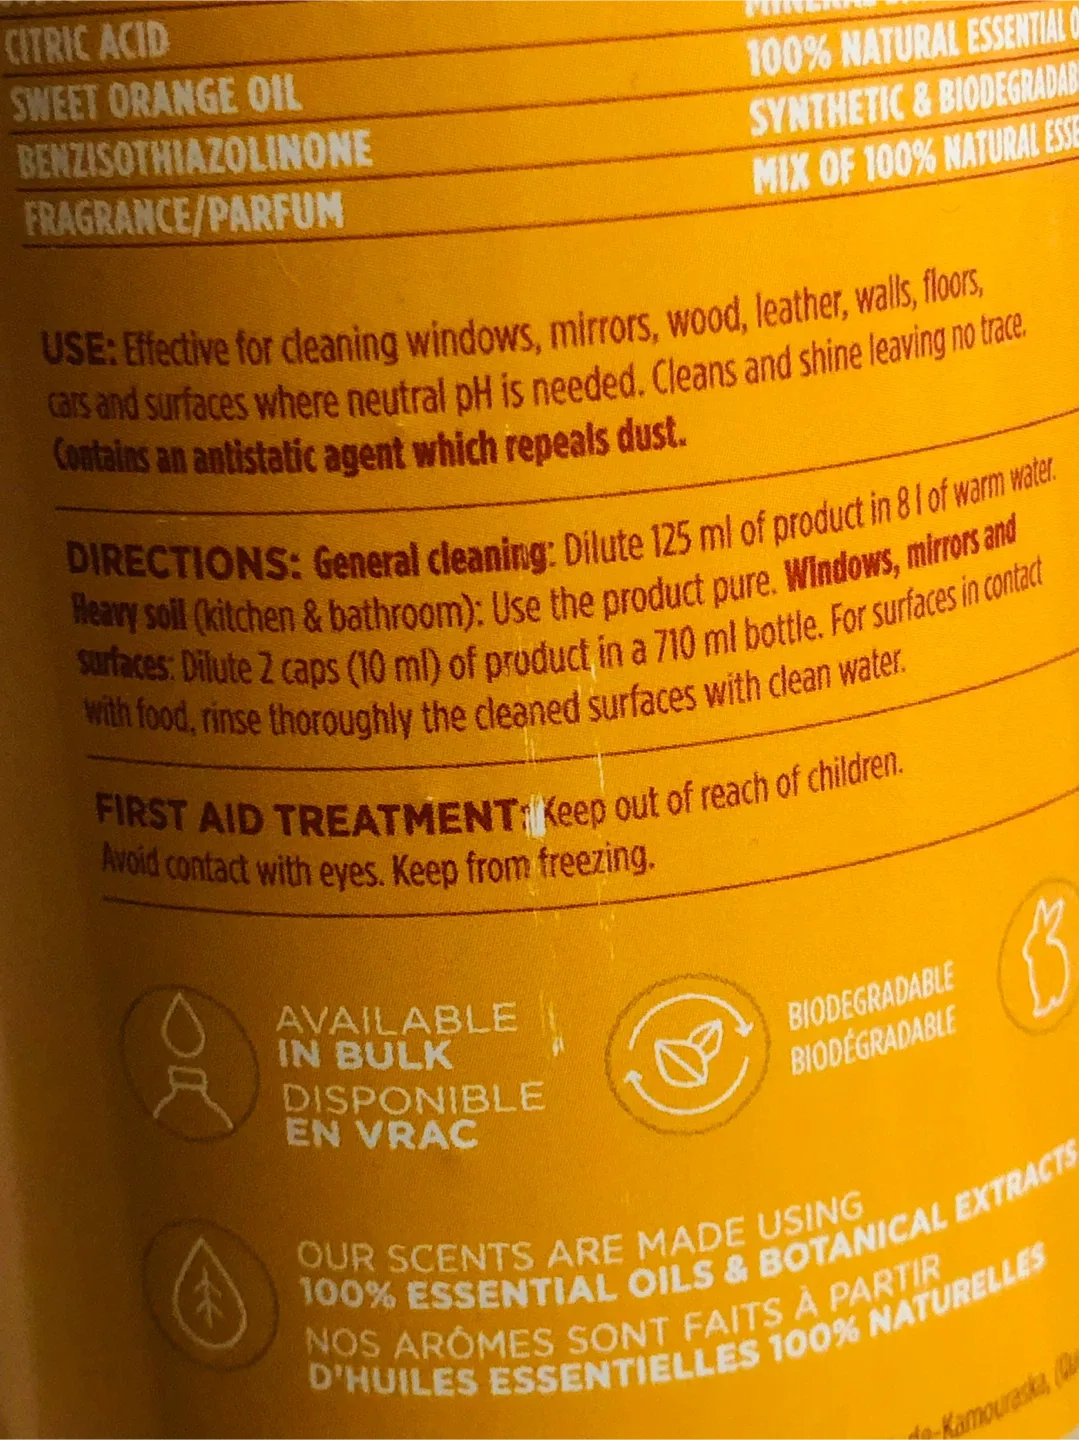 CITRIC ACID
100% NATURAL ESSENTIAL
SWEET ORANGE OIL
SYNTHETIC & BIODEGRADAB
BENZISOTHIAZOLINONE
MIX OF 100% NATURAL ESSE
FRAGRANCE/PARFUM
USE: Effective for cleaning windows, mirrors, wood, leather, walls, floors,
cars and surfaces where neutral pH is needed. Cleans and shine leaving no trace.
Contains an antistatic agent which repeals dust.
DIRECTIONS: General cleaning: Dilute 125 ml of product in 8 l of warm water.
Heavy soil (kitchen & bathroom): Use the product pure. Windows, mirrors and
surfaces: Dilute 2 caps (10 ml) of product in a 710 ml bottle. For surfaces in contact
with food, rinse thoroughly the cleaned surfaces with clean water.
FIRST AID TREATMENT: Keep out of reach of children.
Avoid contact with eyes. Keep from freezing.
AVAILABLE
IN BULK
DISPONIBLE
EN VRAC
BIODEGRADABLE
BIODÉGRADABLE
OUR SCENTS ARE MADE USING
100% ESSENTIAL OILS & BOTANICAL EXTRACTS
NOS ARÔMES SONT FAITS À PARTIR
D'HUILES ESSENTIELLES 100% NATURELLES
de-Kamouraska,